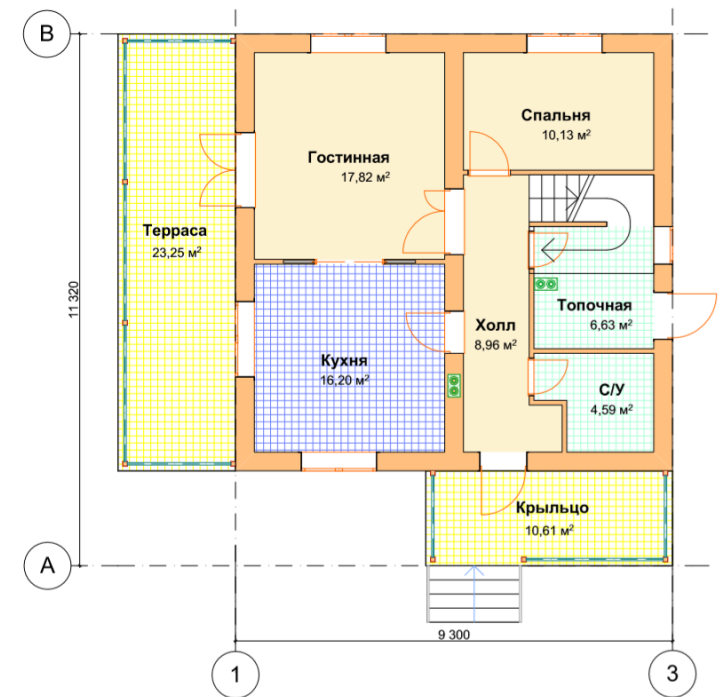 В
Спальня
10,13 м²
Гостинная
17,82 м²
Терраса
23,25 м²
11 320
Топочная
6,63 м²
Холл
8,96 м²
Кухня
16,20 м²
С/У
4,59 м²
Крыльцо
10,61 м²
А
9 300
1
3